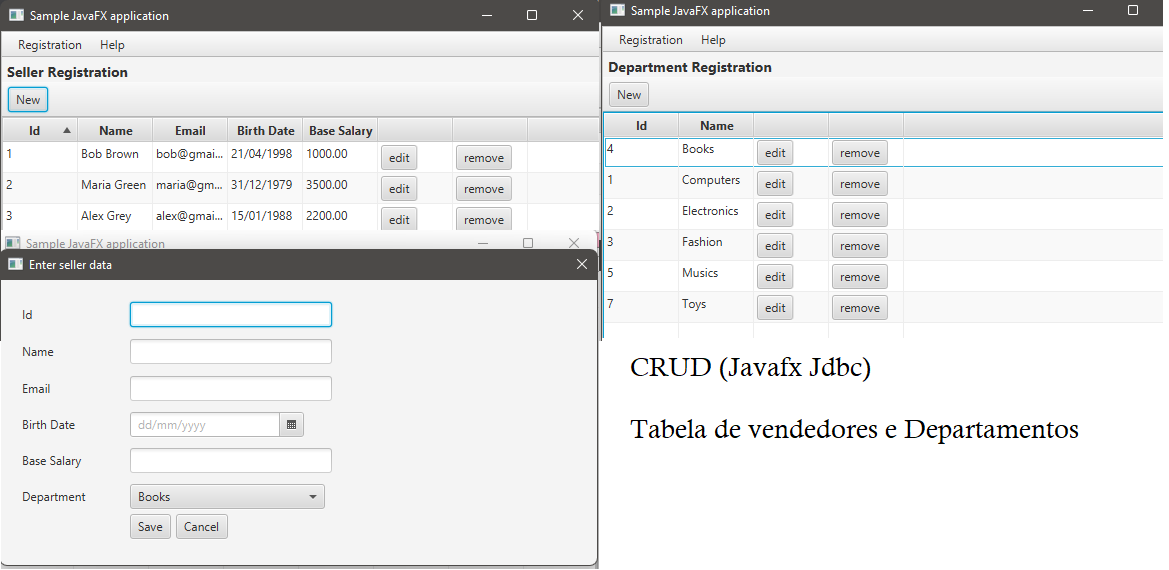 Sample JavaFX application
Registration Help
Seller Registration
New
Id Name Email Birth Date Base Salary
1 Bob Brown bob@gmai... 21/04/1998 1000.00 edit remove
2 Maria Green maria@gm... 31/12/1979 3500.00 edit remove
3 Alex Grey alex@gmai... 15/01/1988 2200.00 edit remove
Sample JavaFX application
Enter seller data
Id
Name
Email
Birth Date dd/mm/yyyy
Base Salary
Department Books
Save Cancel
Sample JavaFX application
Registration Help
Department Registration
New
Id Name
4 Books edit remove
1 Computers edit remove
2 Electronics edit remove
3 Fashion edit remove
5 Musics edit remove
7 Toys edit remove
CRUD (Javafx Jdbc)
Tabela de vendedores e Departamentos